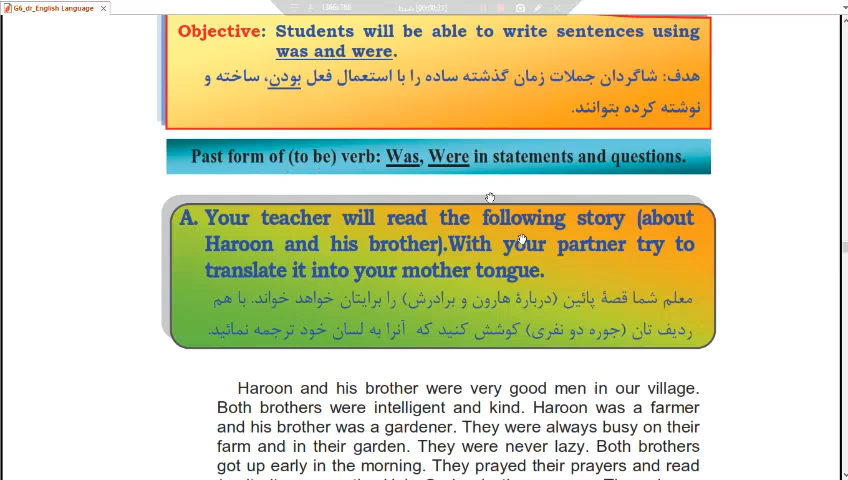 G6_dr_English Language
Objective: Students will be able to write sentences using
was and were.
هدف: شاگردان جملات زمان گذشته ساده را با استعمال فعل بودن، ساخته و
نوشته کرده بتوانند.
Past form of (to be) verb: Was, Were in statements and questions.
A. Your teacher will read the following story (about
Haroon and his brother).With your partner try to
translate it into your mother tongue.
معلم شما قصۀ پائین (دربارۀ هارون و برادرش) را برایتان خواهد خواند. با هم
ردیف تان (جوره دو نفری) کوشش کنید که آنرا به لسان خود ترجمه نمائید.
Haroon and his brother were very good men in our village.
Both brothers were intelligent and kind. Haroon was a farmer
and his brother was a gardener. They were always busy on their
farm and in their garden. They were never lazy. Both brothers
got up early in the morning. They prayed their prayers and read